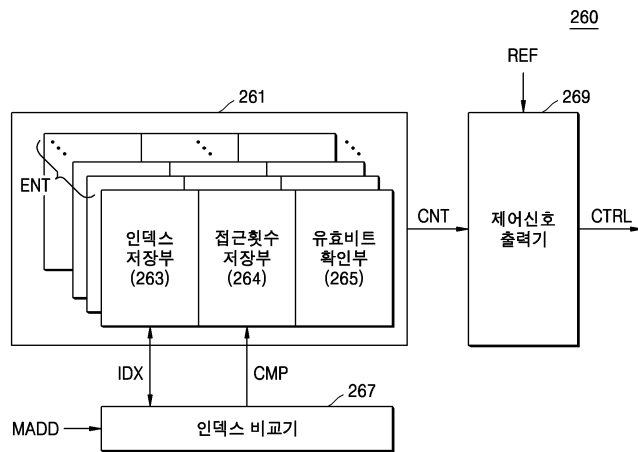 260
REF
261
269
ENT
인덱스
저장부
(263)
접근횟수
저장부
(264)
유효비트
확인부
(265)
CNT
제어신호
출력기
CTRL
IDX
CMP
267
MADD
인덱스 비교기